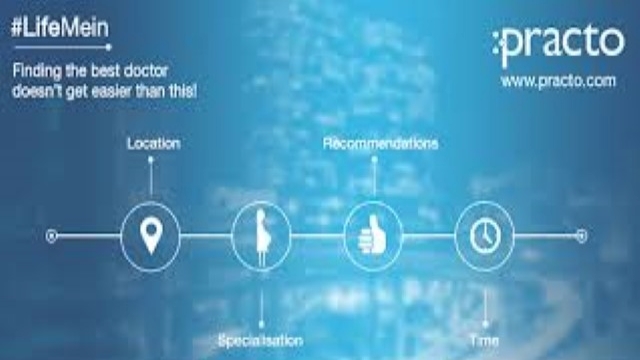 #LifeMein
Finding the best doctor
doesn't get easier than this!
:practo
www.practo.com
Location
Recommendations
Specialisation
Time